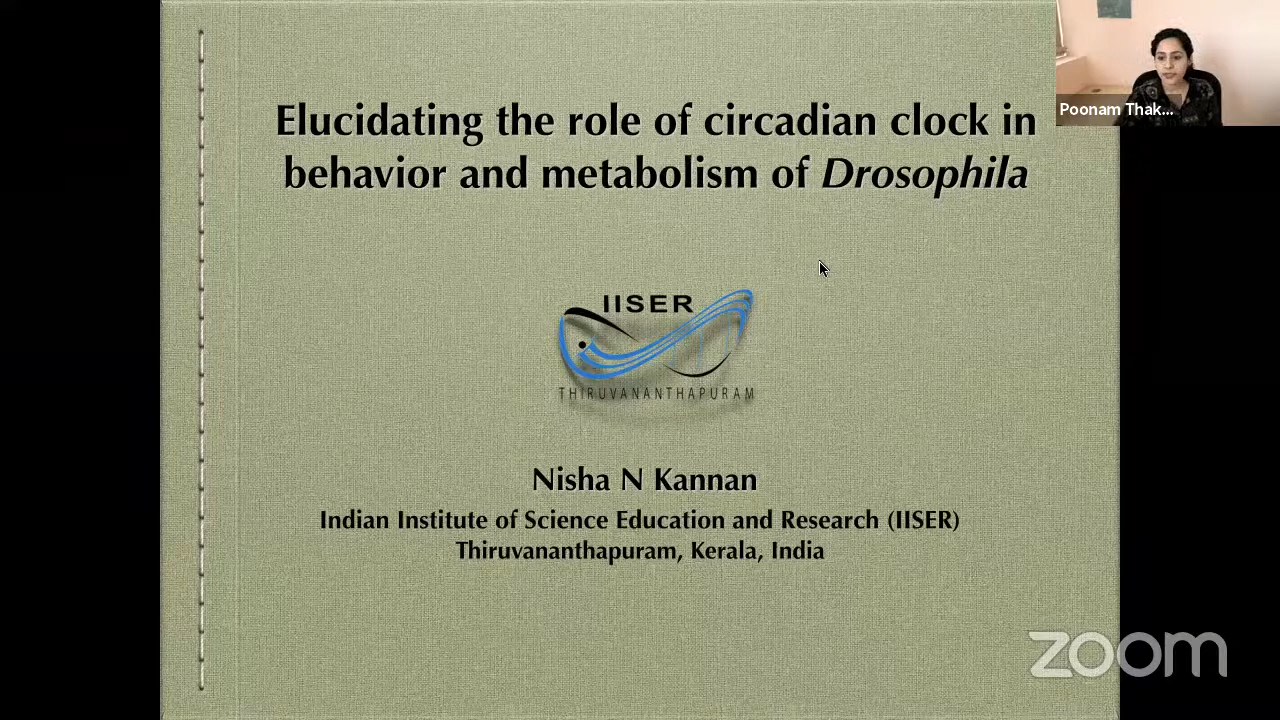 Elucidating the role of circadian clock in
behavior and metabolism of Drosophila
Poonam Thak...
IISER
THIRUVANANTHAPURAM
Nisha N Kannan
Indian Institute of Science Education and Research (IISER)
Thiruvananthapuram, Kerala, India
zoom